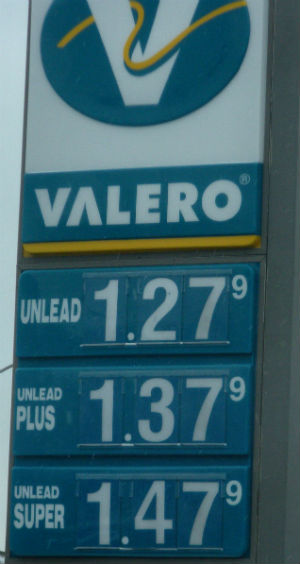 VALERO®
UNLEAD 1.27 9
UNLEAD PLUS 1.37 9
UNLEAD SUPER 1.47 9